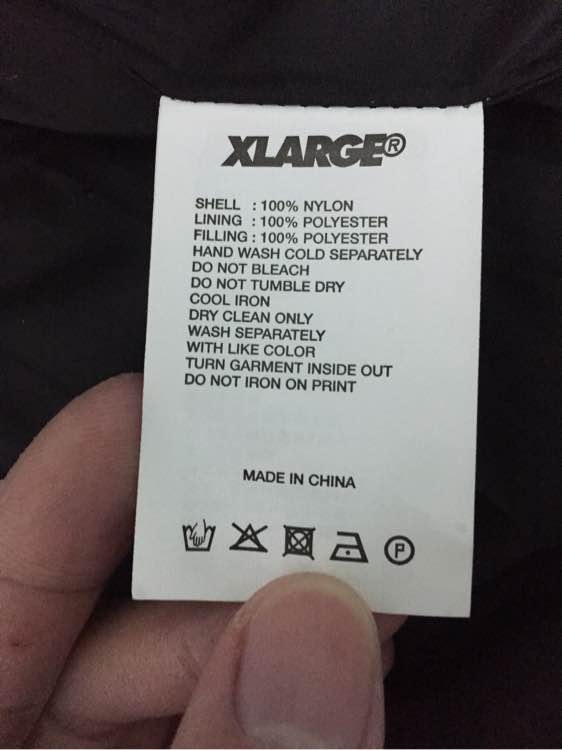 XLARGE®
SHELL : 100% NYLON
LINING : 100% POLYESTER
FILLING : 100% POLYESTER
HAND WASH COLD SEPARATELY
DO NOT BLEACH
DO NOT TUMBLE DRY
COOL IRON
DRY CLEAN ONLY
WASH SEPARATELY
WITH LIKE COLOR
TURN GARMENT INSIDE OUT
DO NOT IRON ON PRINT
MADE IN CHINA
P